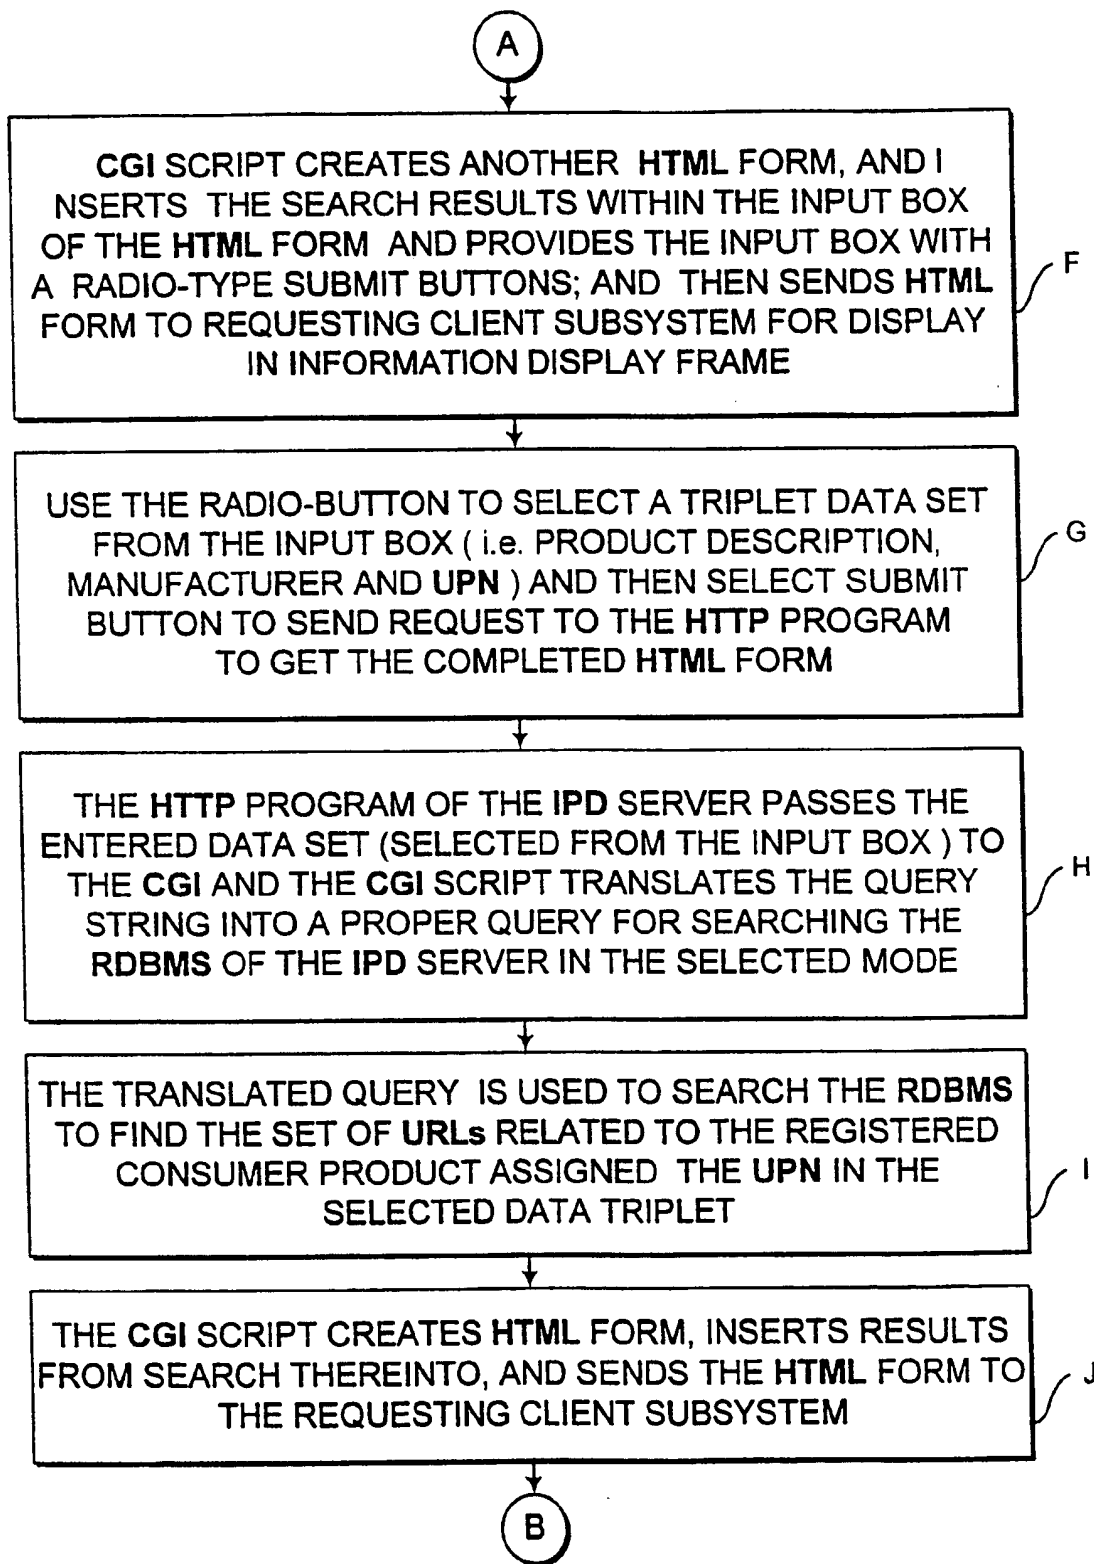 A
CGI SCRIPT CREATES ANOTHER HTML FORM, AND I
NSERTS THE SEARCH RESULTS WITHIN THE INPUT BOX
OF THE HTML FORM AND PROVIDES THE INPUT BOX WITH
A RADIO-TYPE SUBMIT BUTTONS; AND THEN SENDS HTML
FORM TO REQUESTING CLIENT SUBSYSTEM FOR DISPLAY
IN INFORMATION DISPLAY FRAME
F
USE THE RADIO-BUTTON TO SELECT A TRIPLET DATA SET
FROM THE INPUT BOX ( i.e. PRODUCT DESCRIPTION,
MANUFACTURER AND UPN ) AND THEN SELECT SUBMIT
BUTTON TO SEND REQUEST TO THE HTTP PROGRAM
TO GET THE COMPLETED HTML FORM
G
THE HTTP PROGRAM OF THE IPD SERVER PASSES THE
ENTERED DATA SET (SELECTED FROM THE INPUT BOX ) TO
THE CGI AND THE CGI SCRIPT TRANSLATES THE QUERY
STRING INTO A PROPER QUERY FOR SEARCHING THE
RDBMS OF THE IPD SERVER IN THE SELECTED MODE
H
THE TRANSLATED QUERY IS USED TO SEARCH THE RDBMS
TO FIND THE SET OF URLs RELATED TO THE REGISTERED
CONSUMER PRODUCT ASSIGNED THE UPN IN THE
SELECTED DATA TRIPLET
I
THE CGI SCRIPT CREATES HTML FORM, INSERTS RESULTS
FROM SEARCH THEREINTO, AND SENDS THE HTML FORM TO
THE REQUESTING CLIENT SUBSYSTEM
J
B